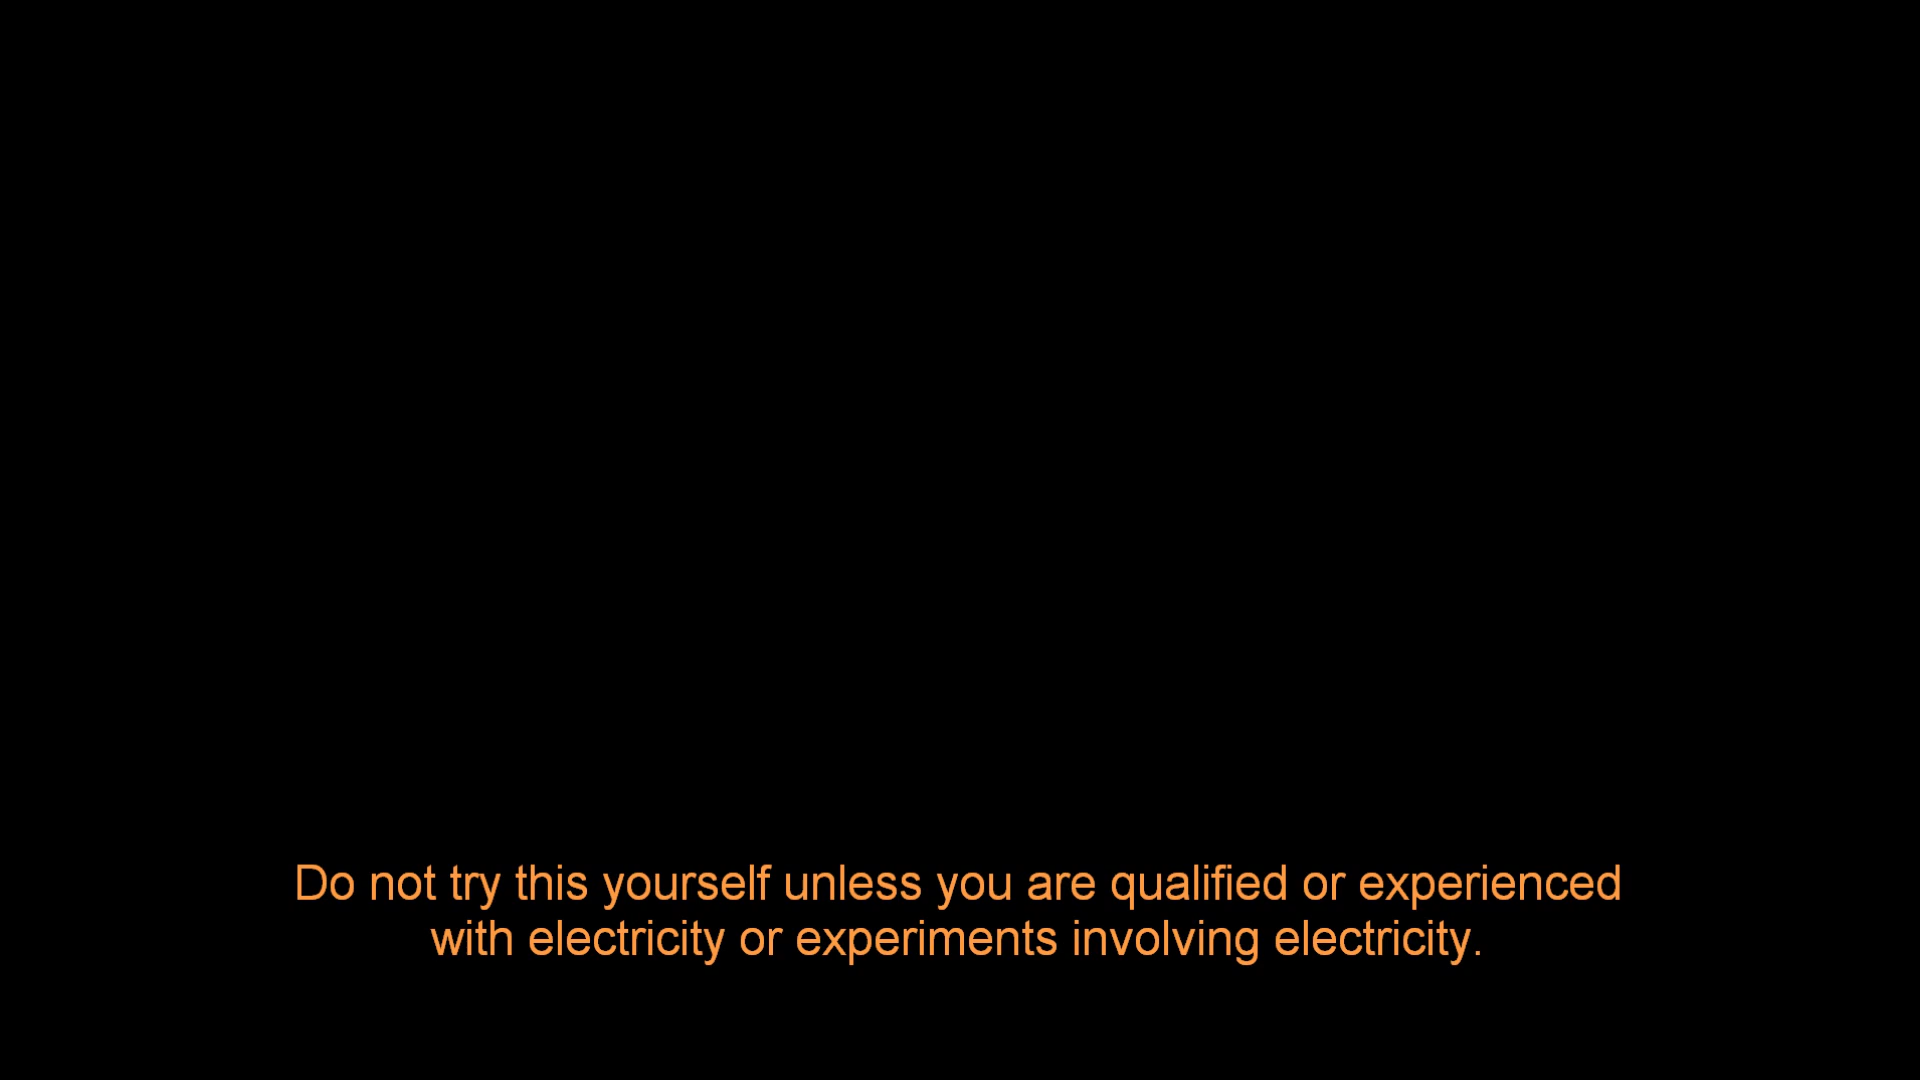 Do not try this yourself unless you are qualified or experienced
with electricity or experiments involving electricity.